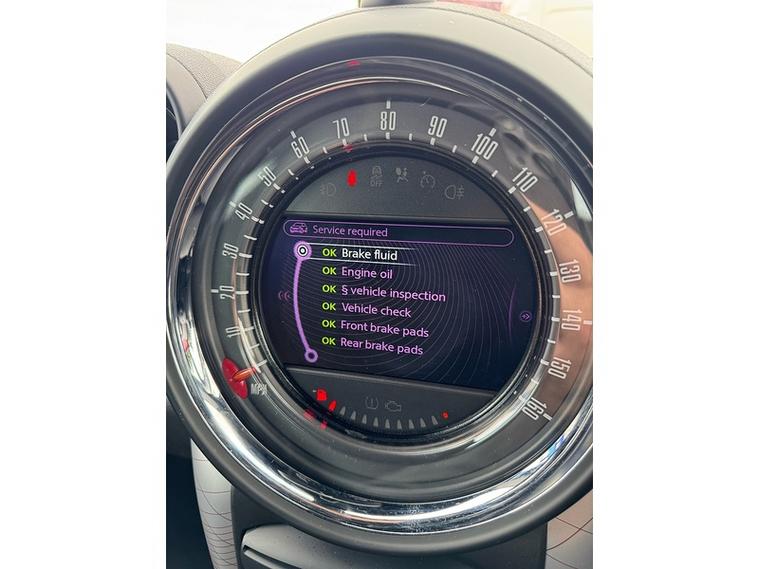 10
20
30
40
50
60
70
80
90
100
110
120
130
140
150
160
MPH
OFF
Service required
OK Brake fluid
OK Engine oil
OK § vehicle inspection
OK Vehicle check
OK Front brake pads
OK Rear brake pads